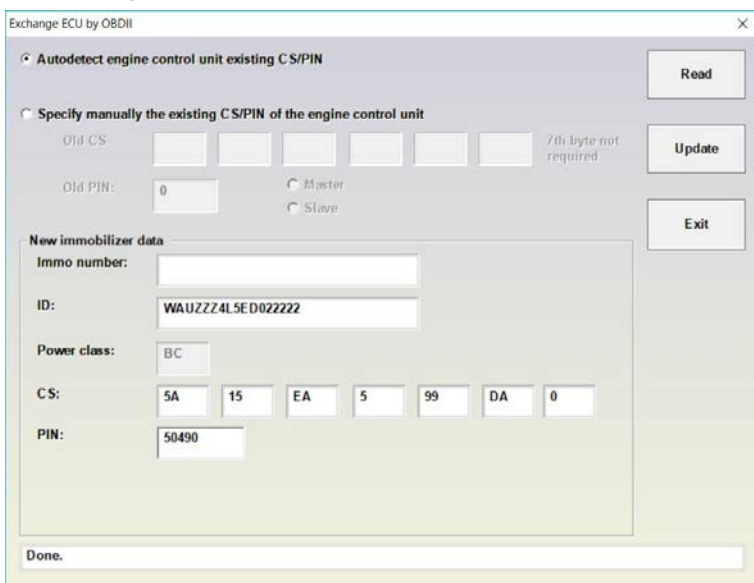 Exchange ECU by OBDII
Autodetect engine control unit existing CS/PIN
Read
Specify manually the existing CS/PIN of the engine control unit
Old CS
7th byte not
required
Update
Old PIN:
0
Master
Slave
Exit
New immobilizer data
Immo number:
ID:
WAUZZZ4L5ED022222
Power class:
BC
CS:
5A 15 EA 5 99 DA 0
PIN:
50490
Done.